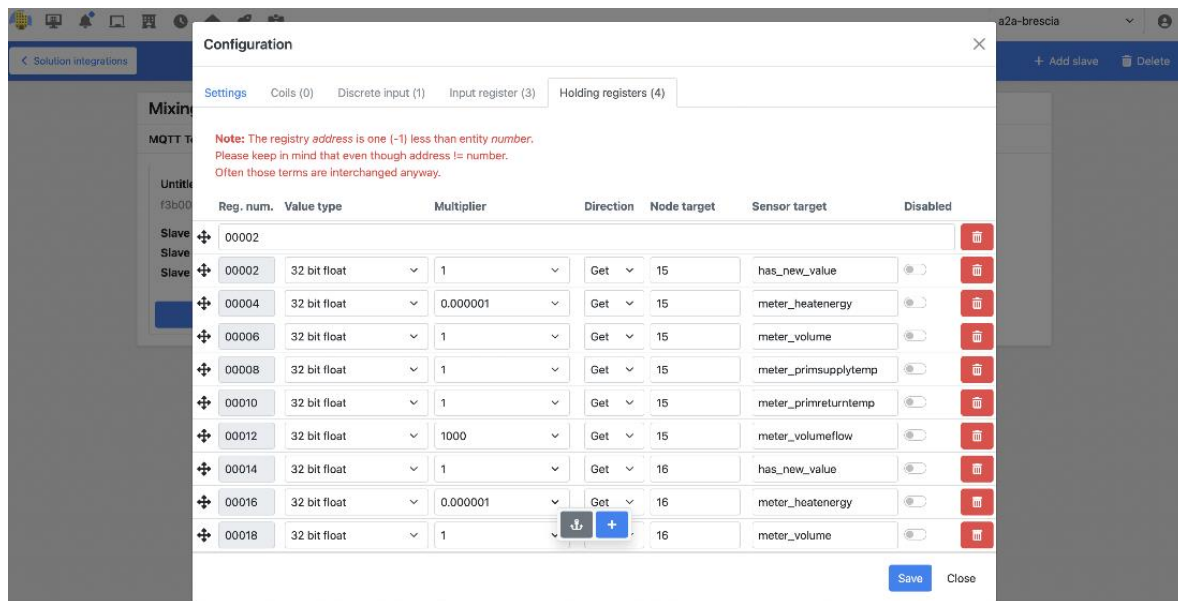 a2a-brescia
Configuration
Solution integrations
+ Add slave
Delete
Settings
Coils (0)
Discrete input (1)
Input register (3)
Holding registers (4)
Note: The registry address is one (-1) less than entity number.
Please keep in mind that even though address != number.
Often those terms are interchanged anyway.
Reg. num. Value type Multiplier Direction Node target Sensor target Disabled
00002
00002 32 bit float 1 Get 15 has_new_value
00004 32 bit float 0.000001 Get 15 meter_heatenergy
00006 32 bit float 1 Get 15 meter_volume
00008 32 bit float 1 Get 15 meter_primsupplytemp
00010 32 bit float 1 Get 15 meter_primreturntemp
00012 32 bit float 1000 Get 15 meter_volumeflow
00014 32 bit float 1 Get 16 has_new_value
00016 32 bit float 0.000001 Get 16 meter_heatenergy
00018 32 bit float 1 16 meter_volume
Save
Close
MQTT
Slave
Slave
Slave